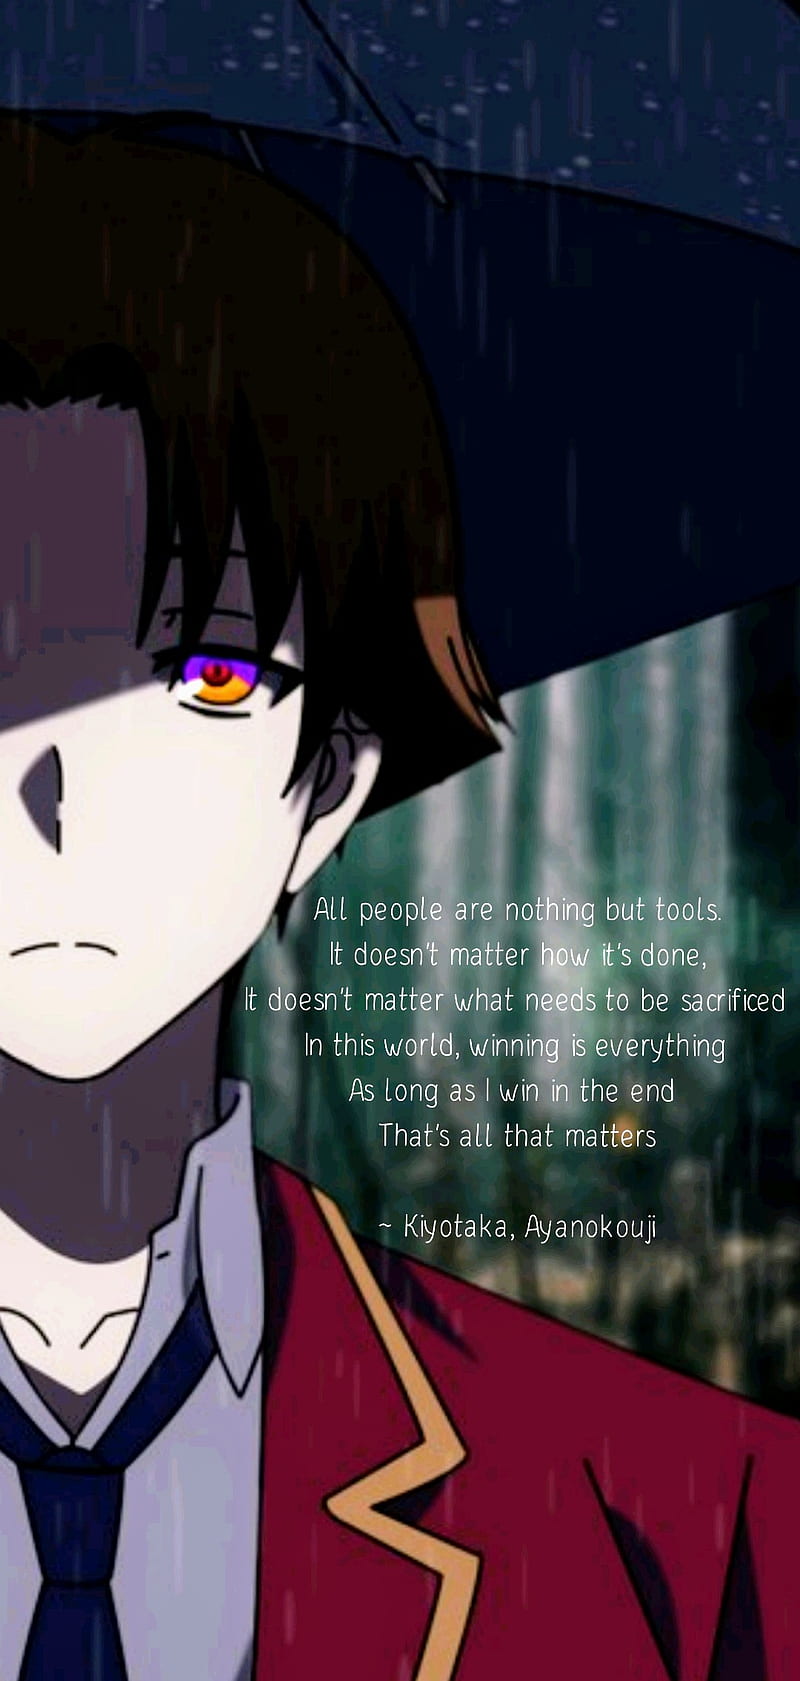 All people are nothing but tools.
It doesn't matter how it's done,
It doesn't matter what needs to be sacrificed
In this world, winning is everything
As long as I win in the end
That's all that matters
~ Kiyotaka, Ayanokouji